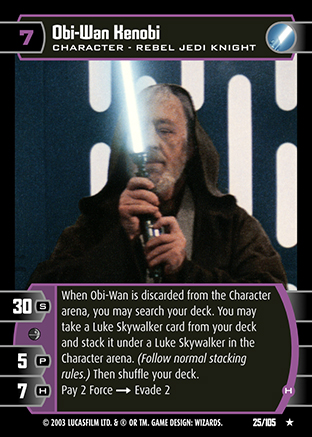 7
Obi-Wan Kenobi
CHARACTER - REBEL JEDI KNIGHT
30 S
5 P
7 H
When Obi-Wan is discarded from the Character
arena, you may search your deck. You may
take a Luke Skywalker card from your deck
and stack it under a Luke Skywalker in the
Character arena. (Follow normal stacking
rules.) Then shuffle your deck.
Pay 2 Force → Evade 2
H
© 2003 LUCASFILM LTD. & ® OR TM. GAME DESIGN: WIZARDS. 25/105 ★